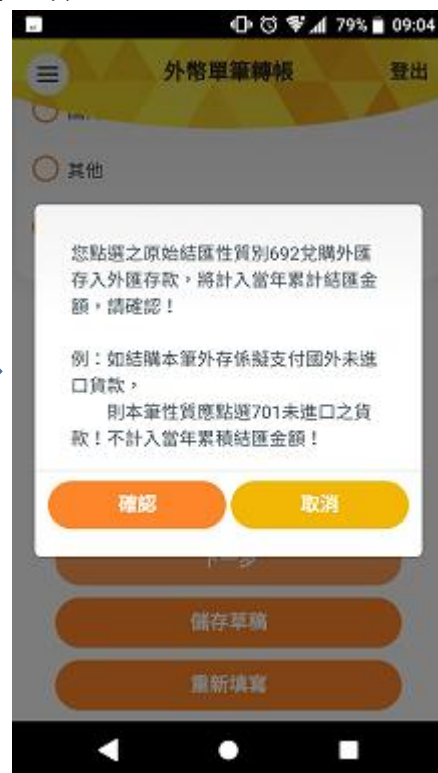 79% 09:04
外幣單筆轉帳 登出
其他
您點選之原始結匯性質別692兌購外匯
存入外匯存款，將計入當年累計結匯金
額，請確認！
例：如結購本筆外存係擬支付國外未進
口貨款，
則本筆性質應點選701未進口之貨
款！不計入當年累積結匯金額！
確認 取消
下一步
儲存草稿
重新填寫